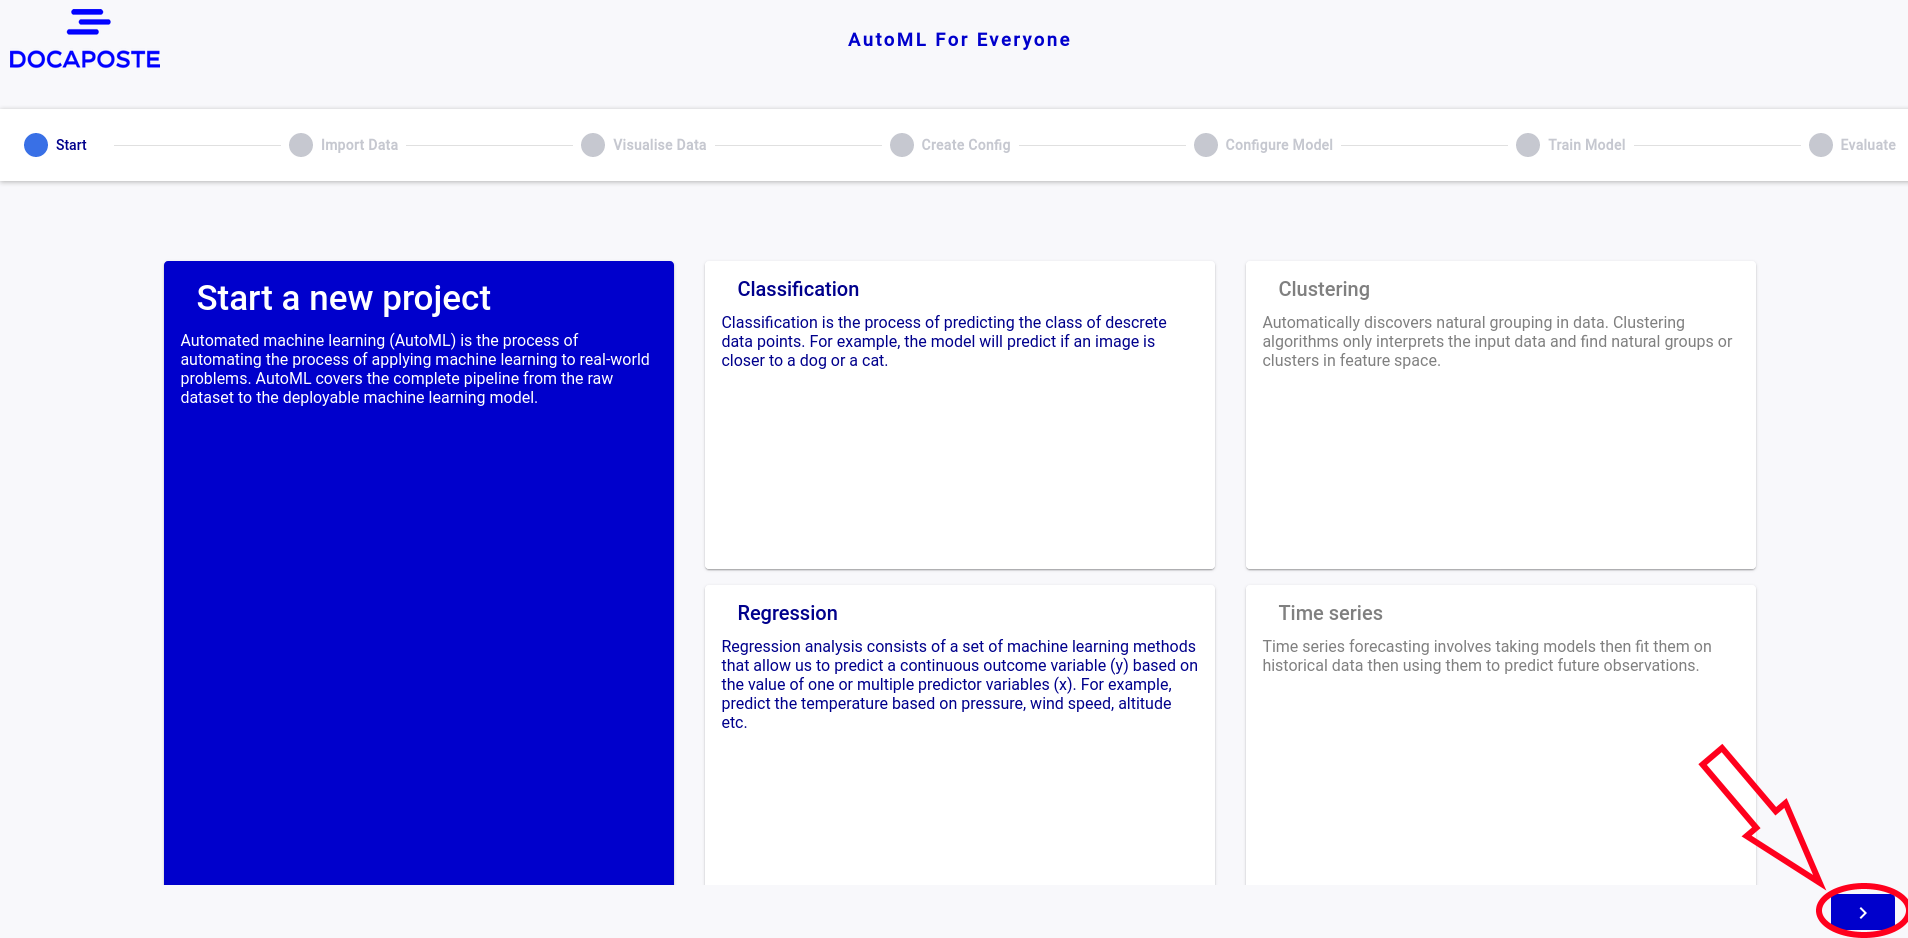 DOCAPOSTE
AutoML For Everyone
Start
Import Data
Visualise Data
Create Config
Configure Model
Train Model
Evaluate
Start a new project
Automated machine learning (AutoML) is the process of
automating the process of applying machine learning to real-world
problems. AutoML covers the complete pipeline from the raw
dataset to the deployable machine learning model.
Classification
Classification is the process of predicting the class of descrete
data points. For example, the model will predict if an image is
closer to a dog or a cat.
Clustering
Automatically discovers natural grouping in data. Clustering
algorithms only interprets the input data and find natural groups or
clusters in feature space.
Regression
Regression analysis consists of a set of machine learning methods
that allow us to predict a continuous outcome variable (y) based on
the value of one or multiple predictor variables (x). For example,
predict the temperature based on pressure, wind speed, altitude
etc.
Time series
Time series forecasting involves taking models then fit them on
historical data then using them to predict future observations.